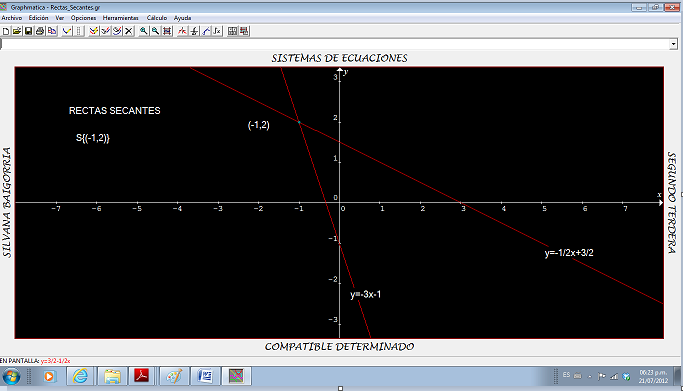 Graphmatica - Rectas_Secantes.gr
Archivo Edición Ver Opciones Herramientas Cálculo Ayuda
SISTEMAS DE ECUACIONES
y
3
RECTAS SECANTES
(-1,2)
S{(-1,2)}
1
SILVANA BAIGORRIA
SEGUNDO TERDERA
x
0
-7 -6 -5 -4 -3 -2 -1 0 1 2 3 4 5 6 7
-1
y=-1/2x+3/2
-2
y=-3x-1
-3
COMPATIBLE DETERMINADO
EN PANTALLA: y=3/2-1/2x
ES
06:23 p.m.
21/07/2012